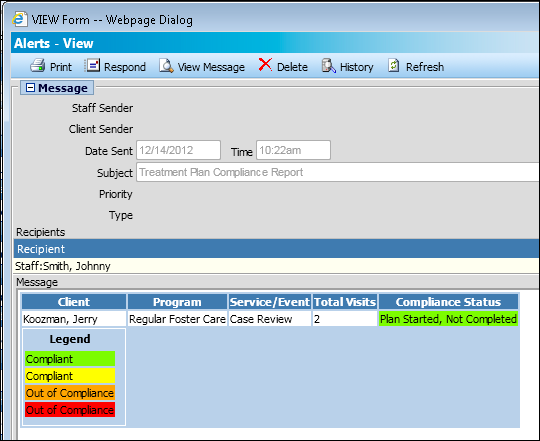 VIEW Form -- Webpage Dialog
Alerts - View
Print Respond View Message Delete History Refresh
Message
Staff Sender
Client Sender
Date Sent 12/14/2012 Time 10:22am
Subject Treatment Plan Compliance Report
Priority
Type
Recipients
Recipient
Staff:Smith, Johnny
Message
Client Program Service/Event Total Visits Compliance Status
Koozman, Jerry Regular Foster Care Case Review 2 Plan Started, Not Completed
Legend
Compliant
Compliant
Out of Compliance
Out of Compliance